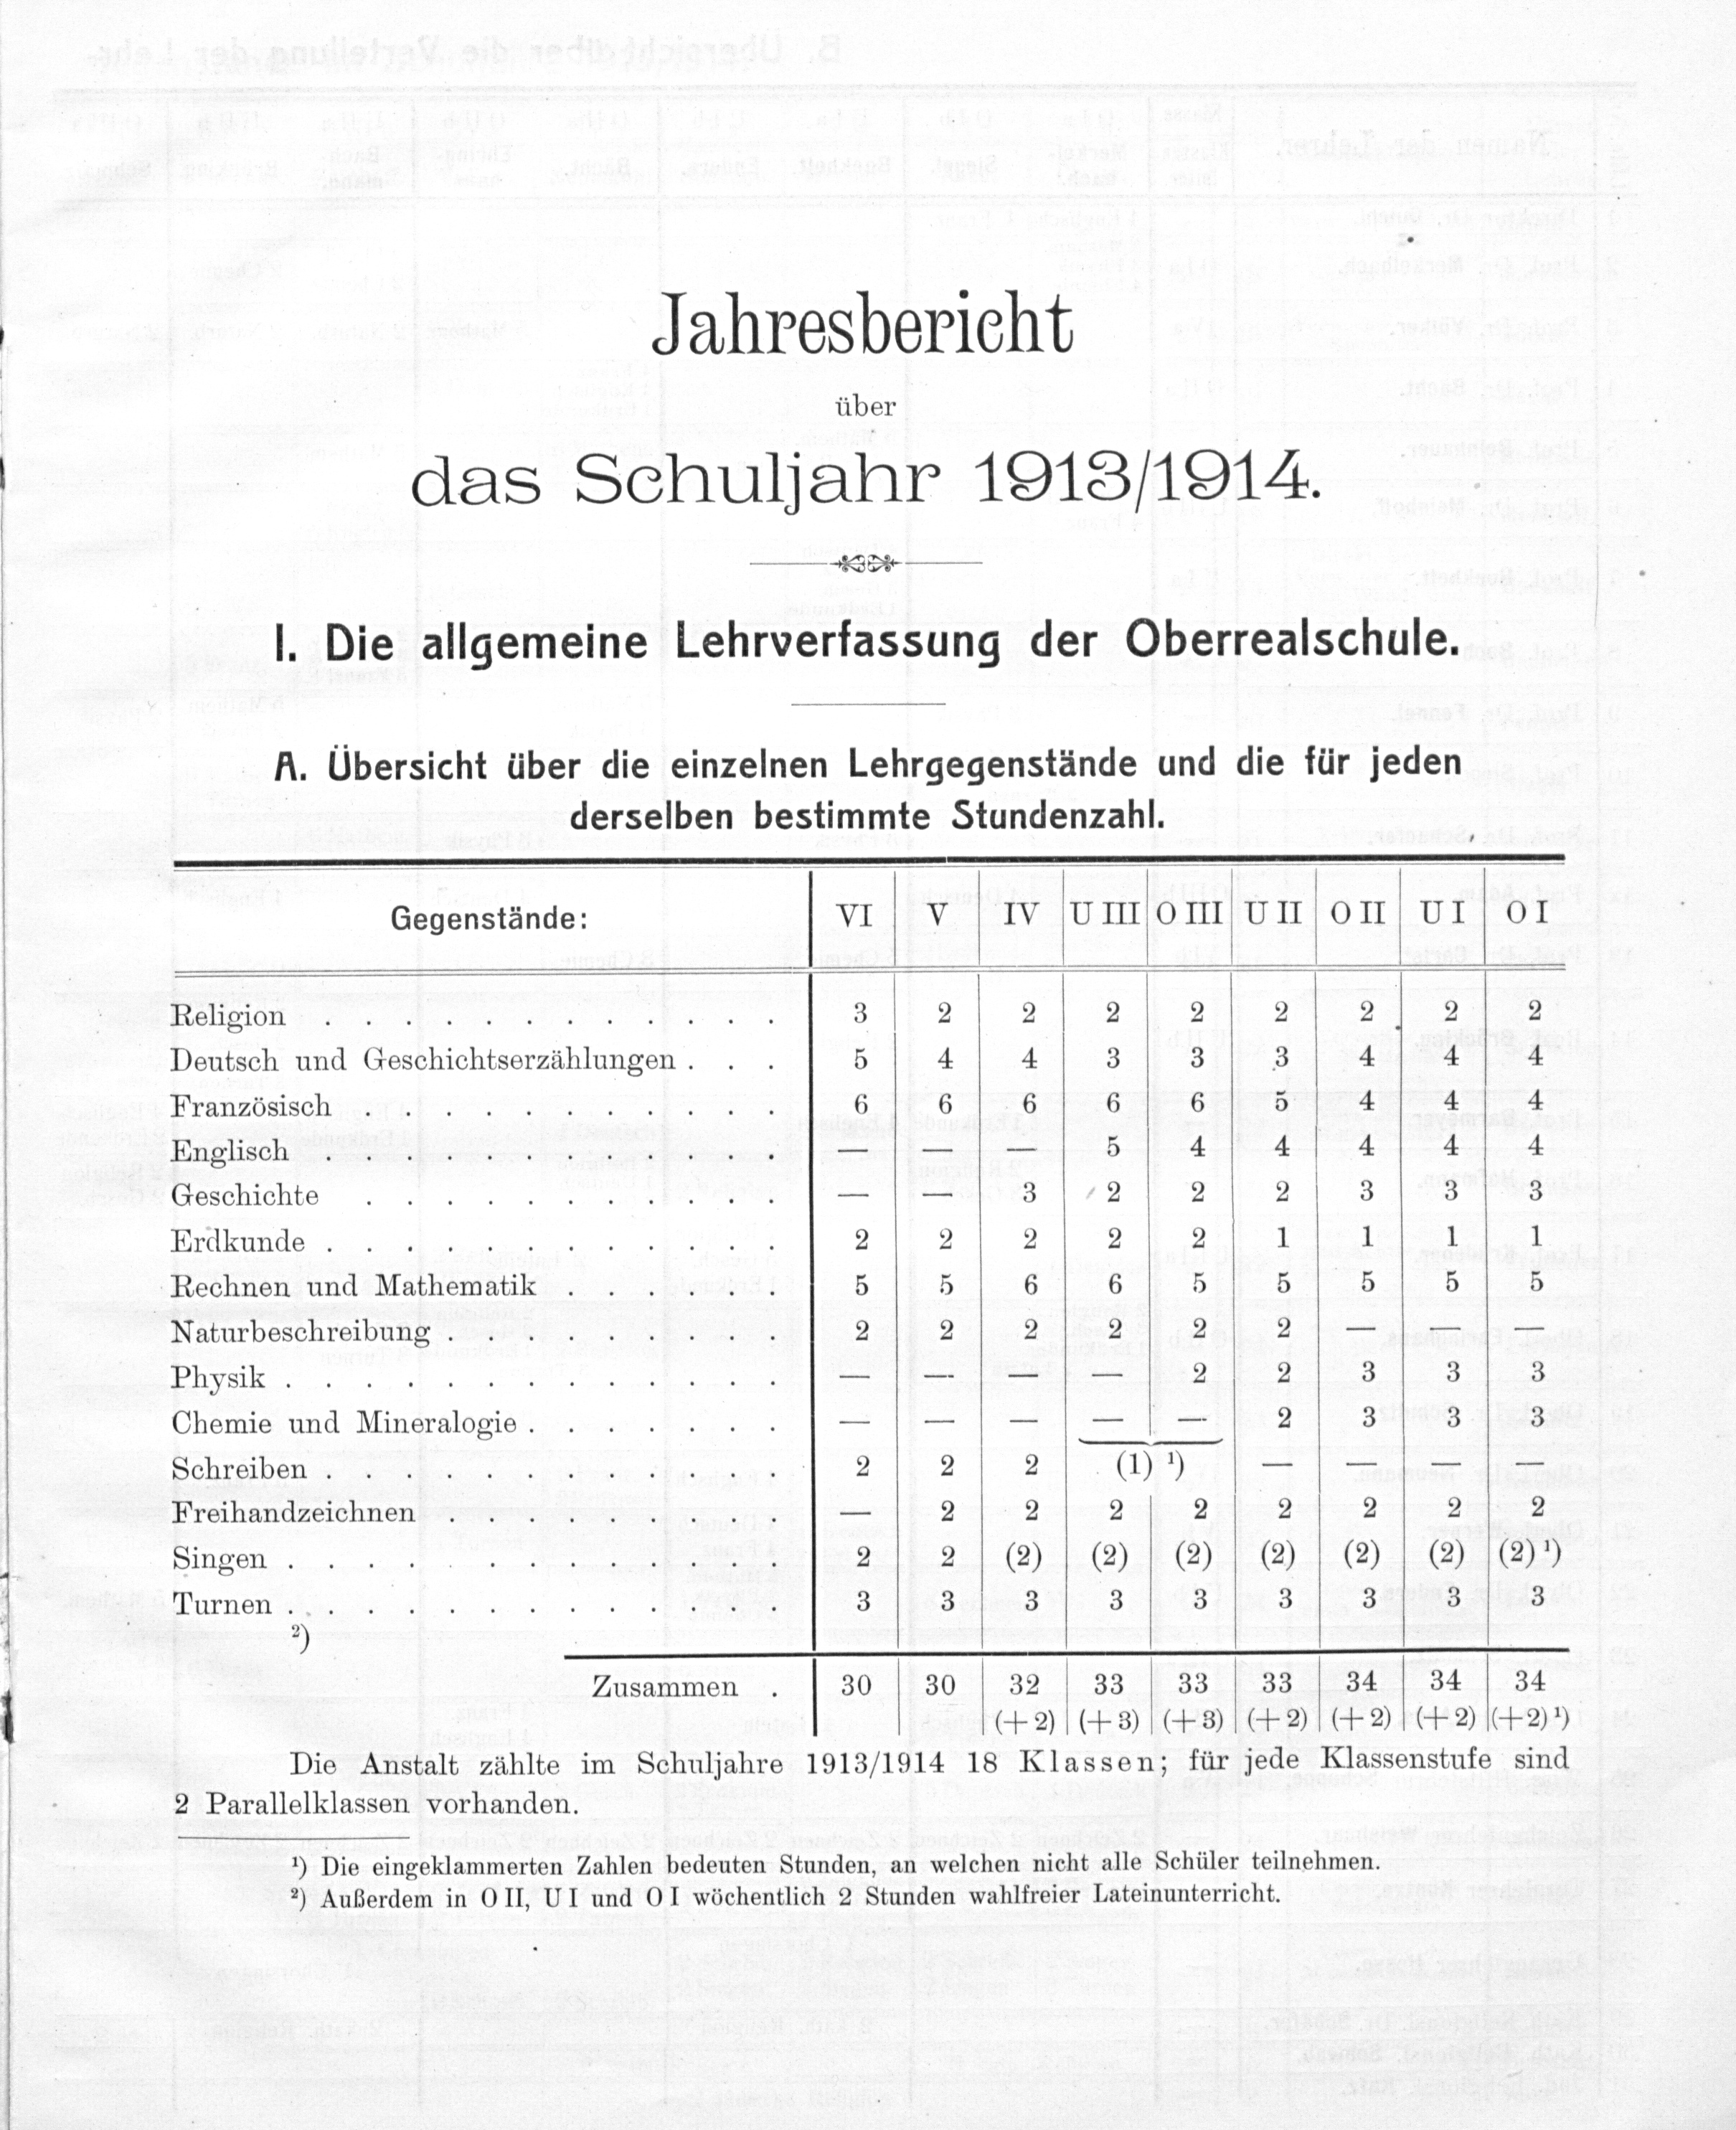 Jahresbericht
über
das Schuljahr 1913/1914.
I. Die allgemeine Lehrverfassung der Oberrealschule.
A. Übersicht über die einzelnen Lehrgegenstände und die für jeden
derselben bestimmte Stundenzahl.
Gegenstände: VI V IV U III O III U II O II U I O I
Religion . . . . . . . . . . . . 3 2 2 2 2 2 2 2 2
Deutsch und Geschichtserzählungen . . . 5 4 4 3 3 3 4 4 4
Französisch . . . . . . . . . . . 6 6 6 6 6 5 4 4 4
Englisch . . . . . . . . . . . . — — — 5 4 4 4 4 4
Geschichte . . . . . . . . . . . — — 3 2 2 2 3 3 3
Erdkunde . . . . . . . . . . . . 2 2 2 2 2 1 1 1 1
Rechnen und Mathematik . . . . . . 5 5 6 6 5 5 5 5 5
Naturbeschreibung . . . . . . . . . 2 2 2 2 2 2 — — —
Physik . . . . . . . . . . . . . — — — — 2 2 3 3 3
Chemie und Mineralogie . . . . . . . — — — — — 2 3 3 3
Schreiben . . . . . . . . . . . . 2 2 2 (1) ¹) — — — —
Freihandzeichnen . . . . . . . . . — 2 2 2 2 2 2 2 2
Singen . . . . . . . . . . . . . 2 2 (2) (2) (2) (2) (2) (2) (2) ¹)
Turnen . . . . . . . . . . . . . 3 3 3 3 3 3 3 3 3
²)
Zusammen . 30 30 32 33 33 33 34 34 34
(+2) (+3) (+3) (+2) (+2) (+2) (+2) ¹)
Die Anstalt zählte im Schuljahre 1913/1914 18 Klassen; für jede Klassenstufe sind
2 Parallelklassen vorhanden.
¹) Die eingeklammerten Zahlen bedeuten Stunden, an welchen nicht alle Schüler teilnehmen.
²) Außerdem in O II, U I und O I wöchentlich 2 Stunden wahlfreier Lateinunterricht.